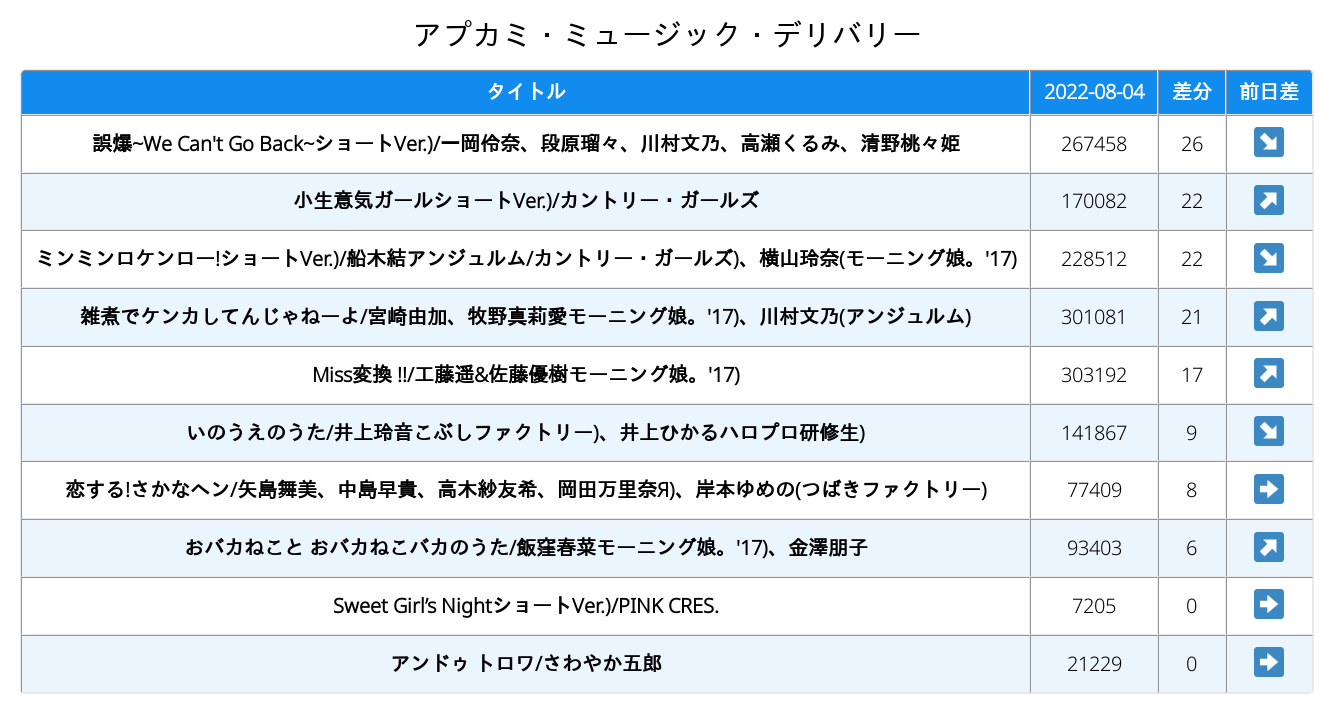 アプカミ・ミュージック・デリバリー
タイトル 2022-08-04 差分 前日差
誤爆~We Can't Go Back~ショートVer.)/一岡伶奈、段原瑠々、川村文乃、高瀬くるみ、清野桃々姫 267458 26 ↘
小生意気ガールショートVer.)/カントリー・ガールズ 170082 22 ↗
ミンミンロケンロー!ショートVer.)/船木結アンジュルム/カントリー・ガールズ)、横山玲奈(モーニング娘。'17) 228512 22 ↘
雑煮でケンカしてんじゃねーよ/宮崎由加、牧野真莉愛モーニング娘。'17)、川村文乃(アンジュルム) 301081 21 ↗
Miss変換 !!/工藤遥&佐藤優樹モーニング娘。'17) 303192 17 ↗
いのうえのうた/井上玲音こぶしファクトリー)、井上ひかるハロプロ研修生) 141867 9 ↘
恋する!さかなヘン/矢島舞美、中島早貴、高木紗友希、岡田万里奈Я)、岸本ゆめの(つばきファクトリー) 77409 8 ➡
おバカねこと おバカねこバカのうた/飯窪春菜モーニング娘。'17)、金澤朋子 93403 6 ↗
Sweet Girl’s NightショートVer.)/PINK CRES. 7205 0 ➡
アンドゥ トロワ/さわやか五郎 21229 0 ➡